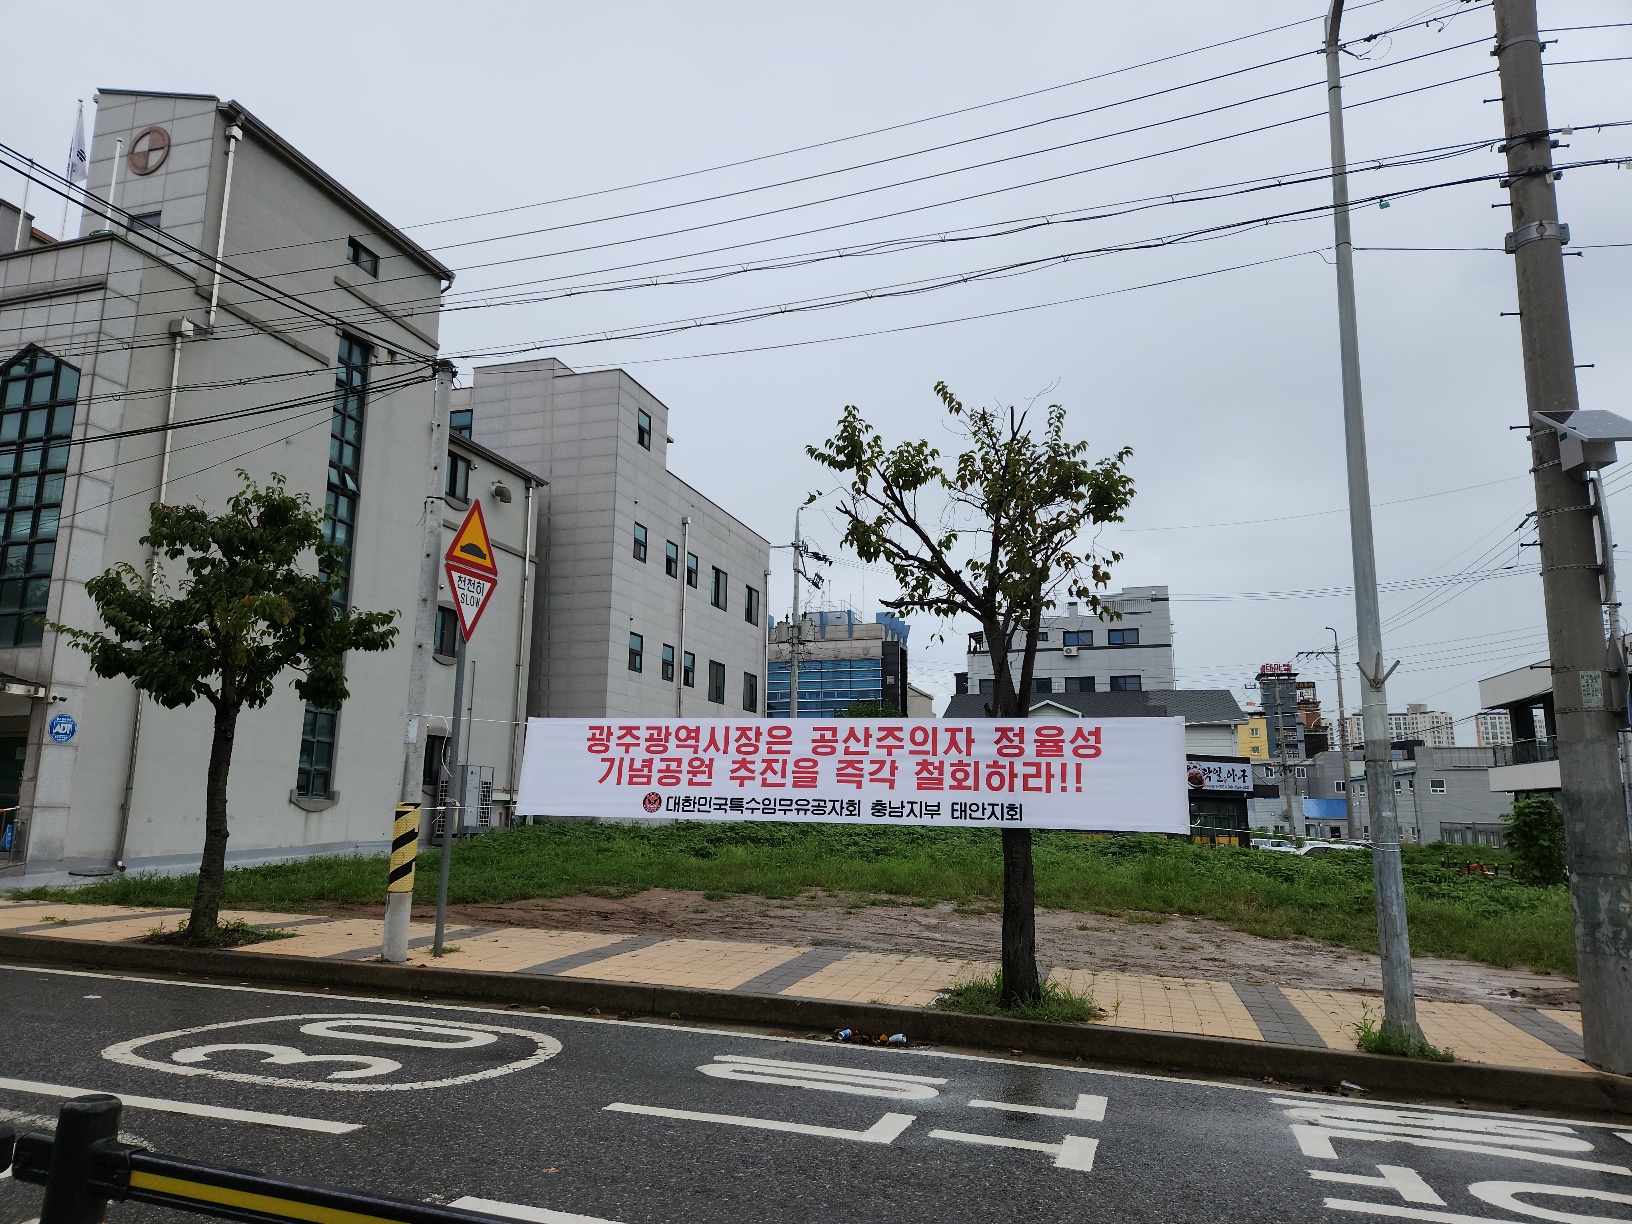 광주광역시장은 공산주의자 정율성
기념공원 추진을 즉각 철회하라!!
대한민국특수임무유공자회 충남지부 태안지회
천천히
SLOW
ADT
30